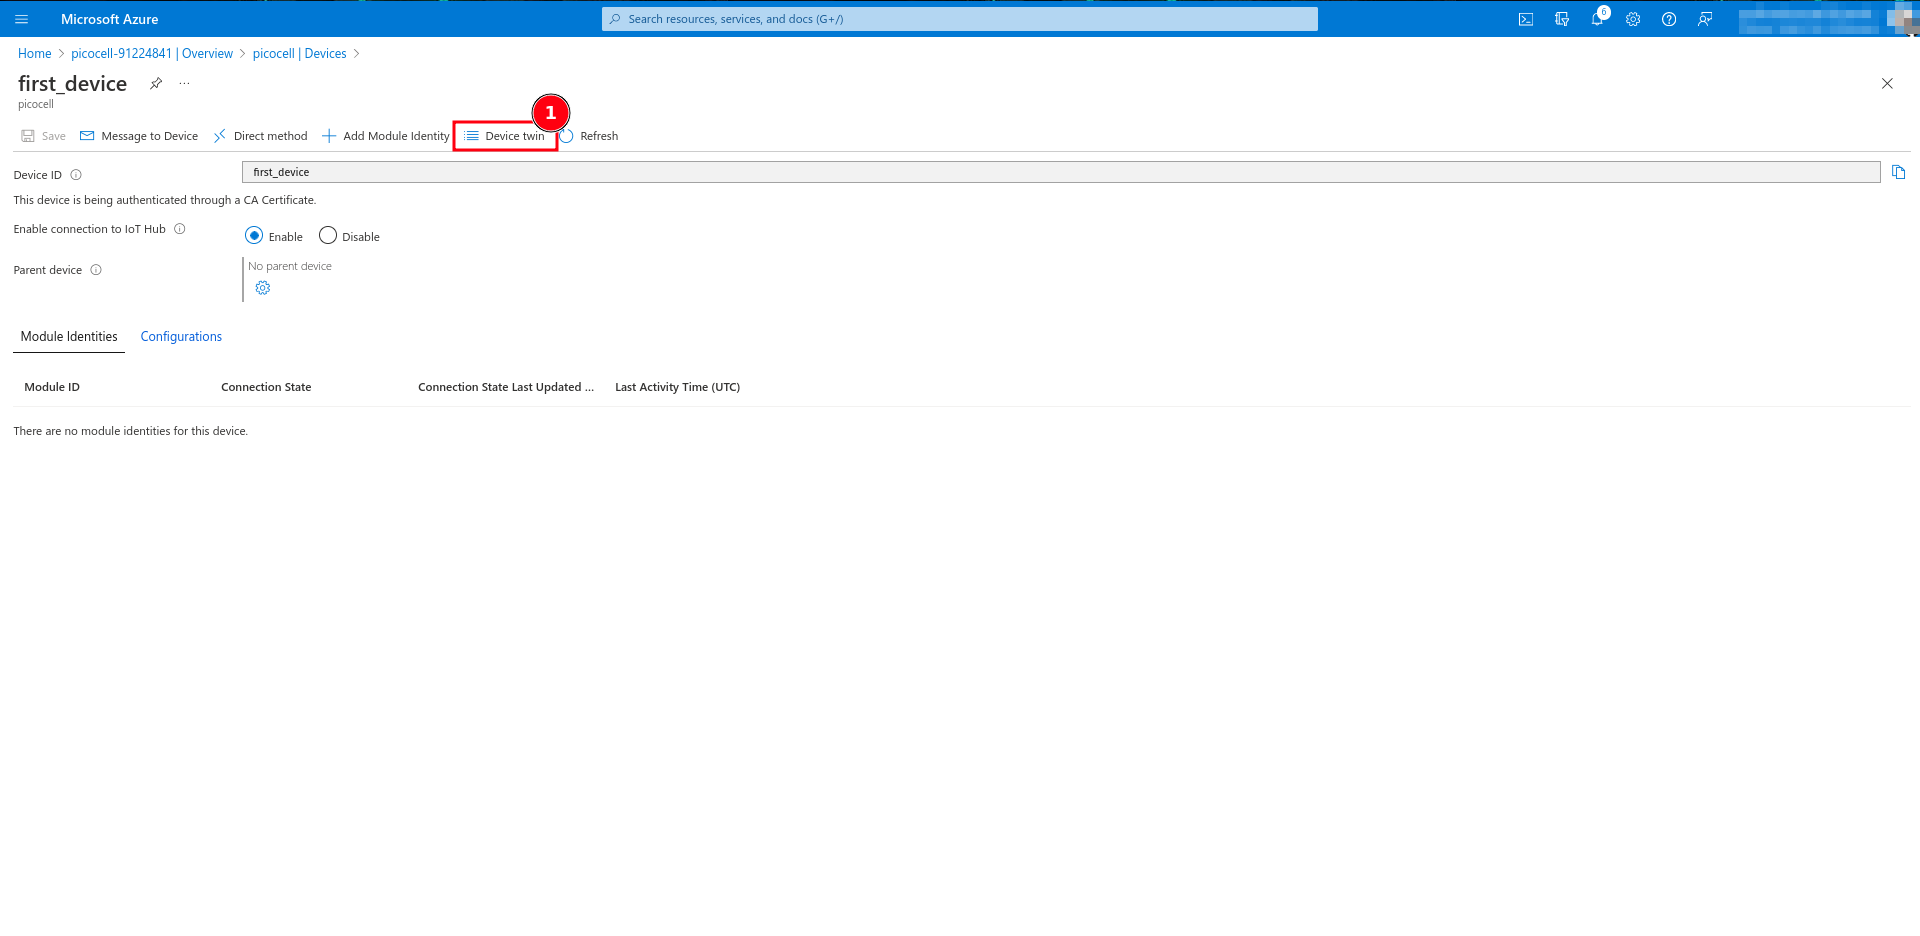 Microsoft Azure
Search resources, services, and docs (G+/)
6
Home > picocell-91224841 | Overview > picocell | Devices >
first_device ...
picocell
1
Save Message to Device Direct method Add Module Identity Device twin Refresh
Device ID first_device
This device is being authenticated through a CA Certificate.
Enable connection to IoT Hub Enable Disable
Parent device No parent device
Module Identities Configurations
Module ID Connection State Connection State Last Updated ... Last Activity Time (UTC)
There are no module identities for this device.